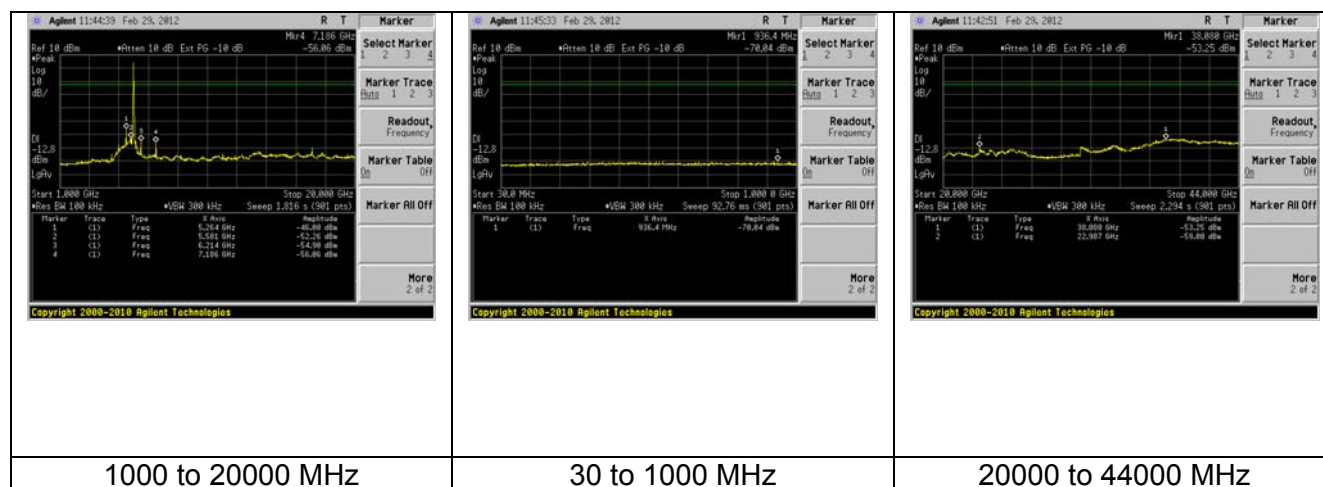 Agilent 11:44:39 Feb 29, 2012 R T Marker
Mkr4 7.186 GHz
Ref 10 dBm #Atten 10 dB Ext PG -10 dB -56.06 dBm
#Peak
Log
10
dB/
DI
-12.8
dBm
LgAv
Start 1.000 GHz Stop 20.000 GHz
#Res BW 100 kHz #VBW 300 kHz Sweep 1.816 s (901 pts)
Marker Trace Type X Axis Amplitude
1 (1) Freq 5.264 GHz -46.00 dBm
2 (1) Freq 5.581 GHz -52.26 dBm
3 (1) Freq 6.214 GHz -54.90 dBm
4 (1) Freq 7.186 GHz -56.06 dBm
Select Marker
1 2 3 4
Marker Trace
Auto 1 2 3
Readout,
Frequency
Marker Table
On Off
Marker All Off
More
2 of 2
Copyright 2000-2010 Agilent Technologies
1000 to 20000 MHz
Agilent 11:45:33 Feb 29, 2012 R T Marker
Mkr1 936.4 MHz
Ref 10 dBm #Atten 10 dB Ext PG -10 dB -70.04 dBm
#Peak
Log
10
dB/
DI
-12.8
dBm
LgAv
Start 30.0 MHz Stop 1.000 0 GHz
#Res BW 100 kHz #VBW 300 kHz Sweep 92.76 ms (901 pts)
Marker Trace Type X Axis Amplitude
1 (1) Freq 936.4 MHz -70.04 dBm
Select Marker
1 2 3 4
Marker Trace
Auto 1 2 3
Readout,
Frequency
Marker Table
On Off
Marker All Off
More
2 of 2
Copyright 2000-2010 Agilent Technologies
30 to 1000 MHz
Agilent 11:42:51 Feb 29, 2012 R T Marker
Mkr1 38.080 GHz
Ref 10 dBm #Atten 10 dB Ext PG -10 dB -53.25 dBm
#Peak
Log
10
dB/
DI
-12.8
dBm
LgAv
Start 20.000 GHz Stop 44.000 GHz
#Res BW 100 kHz #VBW 300 kHz Sweep 2.294 s (901 pts)
Marker Trace Type X Axis Amplitude
1 (1) Freq 38.080 GHz -53.25 dBm
2 (1) Freq 22.987 GHz -59.00 dBm
Select Marker
1 2 3 4
Marker Trace
Auto 1 2 3
Readout,
Frequency
Marker Table
On Off
Marker All Off
More
2 of 2
Copyright 2000-2010 Agilent Technologies
20000 to 44000 MHz